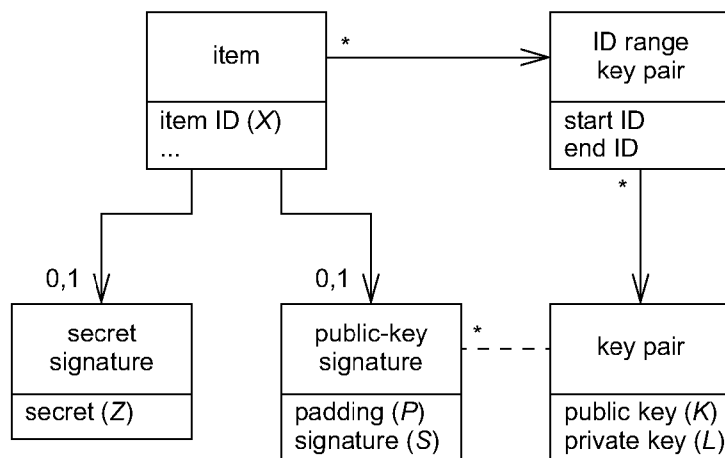 item
item ID (X)
...
*
ID range
key pair
start ID
end ID
*
0,1
0,1
secret
signature
secret (Z)
public-key
signature
padding (P)
signature (S)
*
key pair
public key (K)
private key (L)